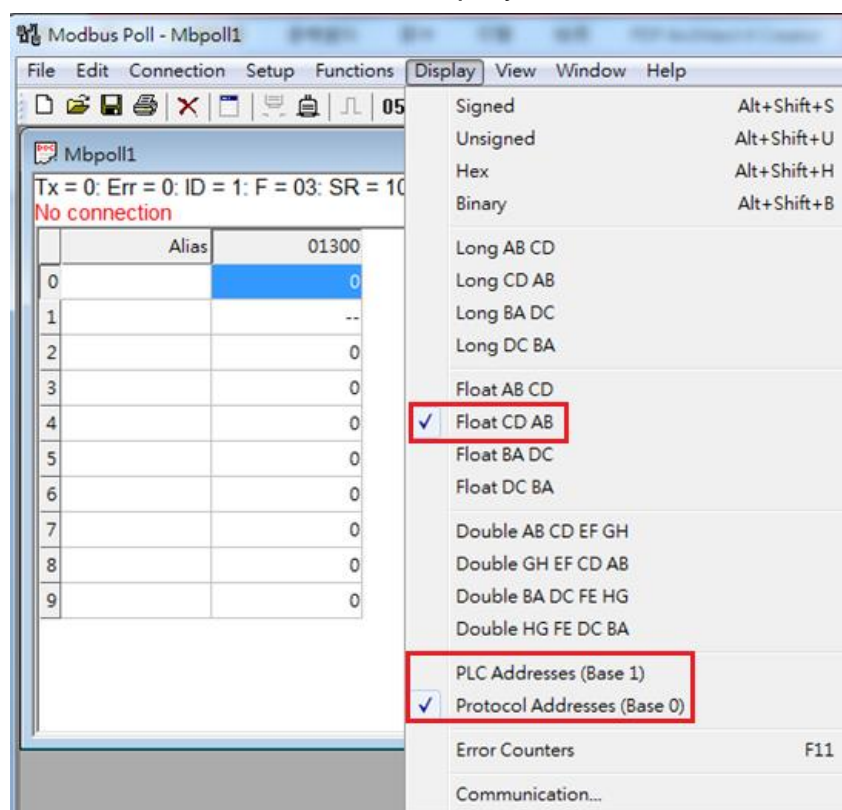 Modbus Poll - Mbpoll1
File Edit Connection Setup Functions Display View Window Help
05
Mbpoll1
Tx = 0: Err = 0: ID = 1: F = 03: SR = 10
No connection
Alias 01300
0 0
1 --
2 0
3 0
4 0
5 0
6 0
7 0
8 0
9 0
Signed Alt+Shift+S
Unsigned Alt+Shift+U
Hex Alt+Shift+H
Binary Alt+Shift+B
Long AB CD
Long CD AB
Long BA DC
Long DC BA
Float AB CD
✓ Float CD AB
Float BA DC
Float DC BA
Double AB CD EF GH
Double GH EF CD AB
Double BA DC FE HG
Double HG FE DC BA
PLC Addresses (Base 1)
✓ Protocol Addresses (Base 0)
Error Counters F11
Communication...